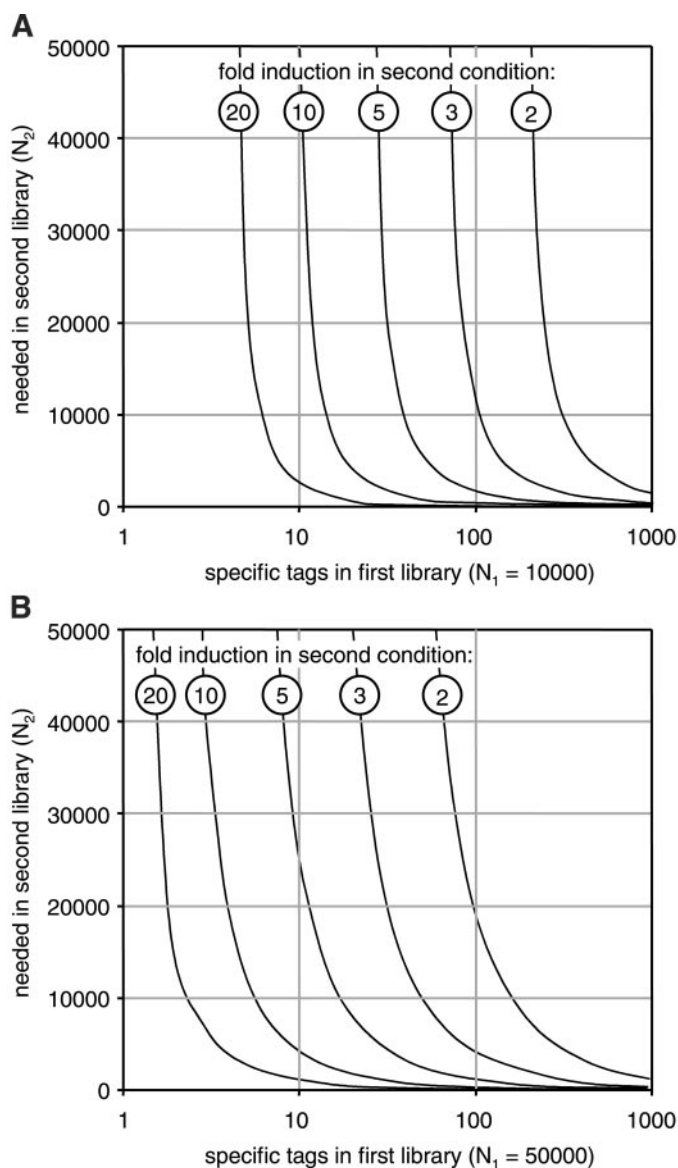 A
50000
fold induction in second condition:
20 10 5 3 2
40000
30000
20000
10000
0
needed in second library (N₂)
1 10 100 1000
specific tags in first library (N₁ = 10000)
B
50000
fold induction in second condition:
20 10 5 3 2
40000
30000
20000
10000
0
needed in second library (N₂)
1 10 100 1000
specific tags in first library (N₁ = 50000)